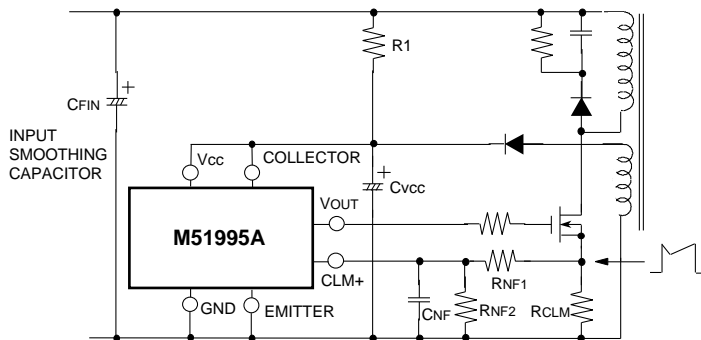 R1
CFIN
INPUT
SMOOTHING
CAPACITOR
VCC
COLLECTOR
CVCC
VOUT
M51995A
CLM+
GND
EMITTER
CNF
RNF1
RNF2
RCLM
+
+